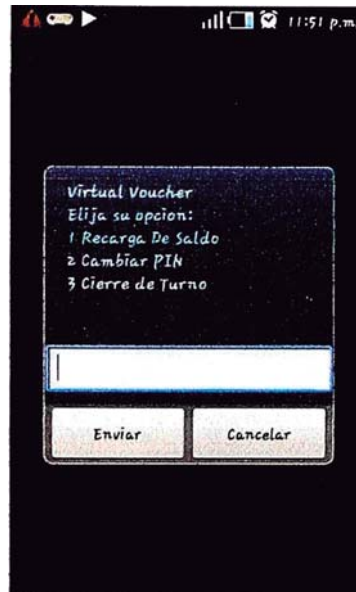 11:51 p.m
Virtual Voucher
Elija su opcion:
1 Recarga De Saldo
2 Cambiar PIN
3 Cierre de Turno
Enviar
Cancelar